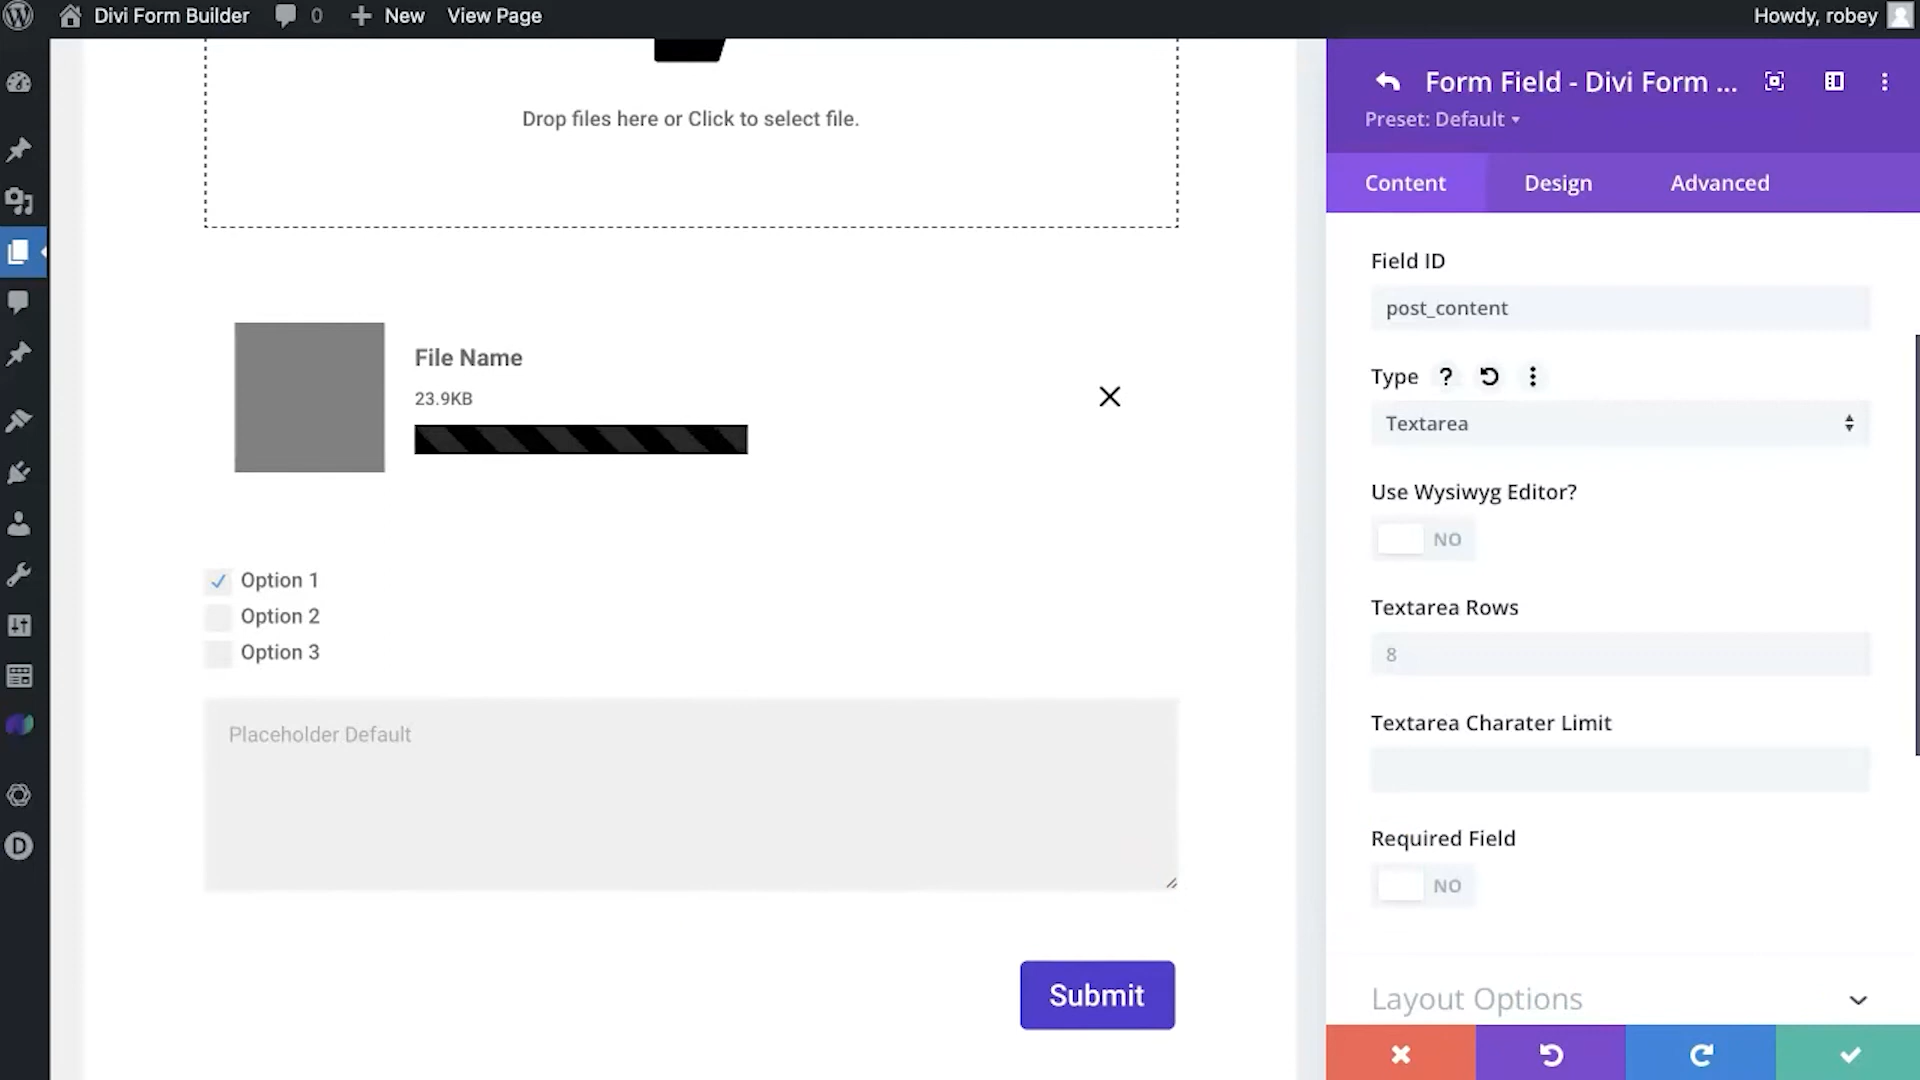 Divi Form Builder 0 New View Page Howdy, robey
Drop files here or Click to select file.
File Name
23.9KB
Option 1
Option 2
Option 3
Placeholder Default
Submit
Form Field - Divi Form ...
Preset: Default
Content Design Advanced
Field ID
post_content
Type ?
Textarea
Use Wysiwyg Editor?
NO
Textarea Rows
8
Textarea Charater Limit
Required Field
NO
Layout Options
D